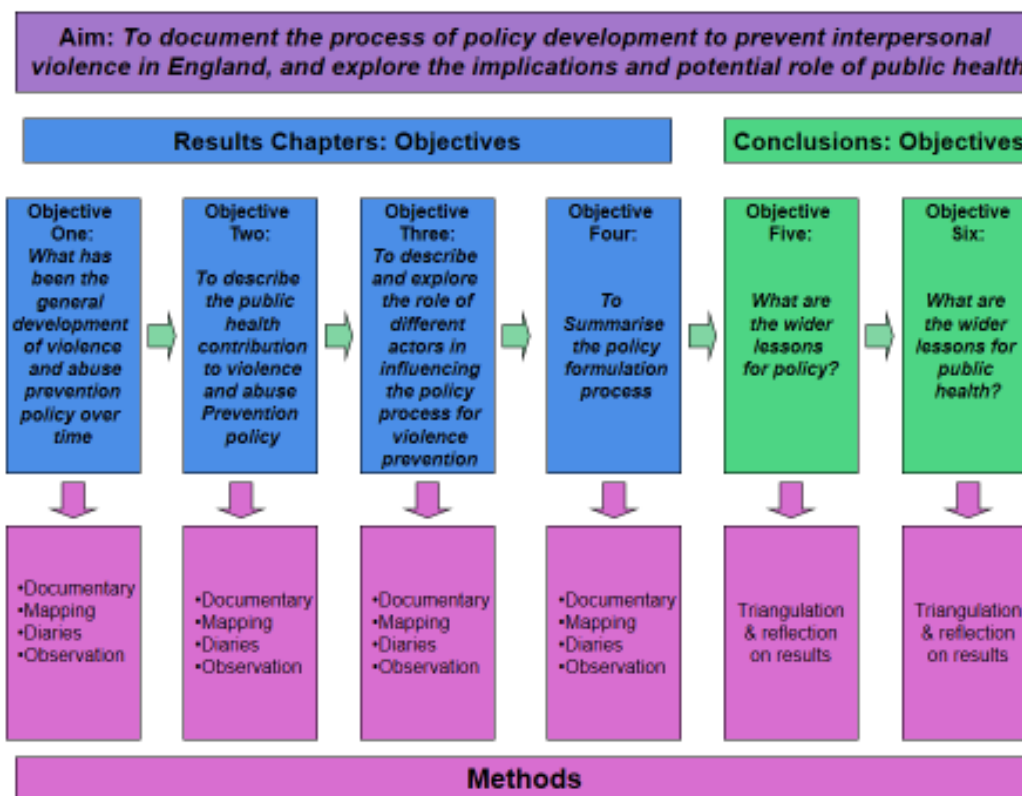 Aim: To document the process of policy development to prevent interpersonal
violence in England, and explore the implications and potential role of public health
Results Chapters: Objectives
Conclusions: Objectives
Objective
One:
What has
been the
general
development
of violence
and abuse
prevention
policy over
time
Objective
Two:
To describe
the public
health
contribution
to violence
and abuse
Prevention
policy
Objective
Three:
To describe
and explore
the role of
different
actors in
influencing
the policy
process for
violence
prevention
Objective
Four:
To
Summarise
the policy
formulation
process
Objective
Five:
What are
the wider
lessons
for policy?
Objective
Six:
What are
the wider
lessons for
public
health?
•Documentary
•Mapping
•Diaries
•Observation
•Documentary
•Mapping
•Diaries
•Observation
•Documentary
•Mapping
•Diaries
•Observation
•Documentary
•Mapping
•Diaries
•Observation
Triangulation
& reflection
on results
Triangulation
& reflection
on results
Methods